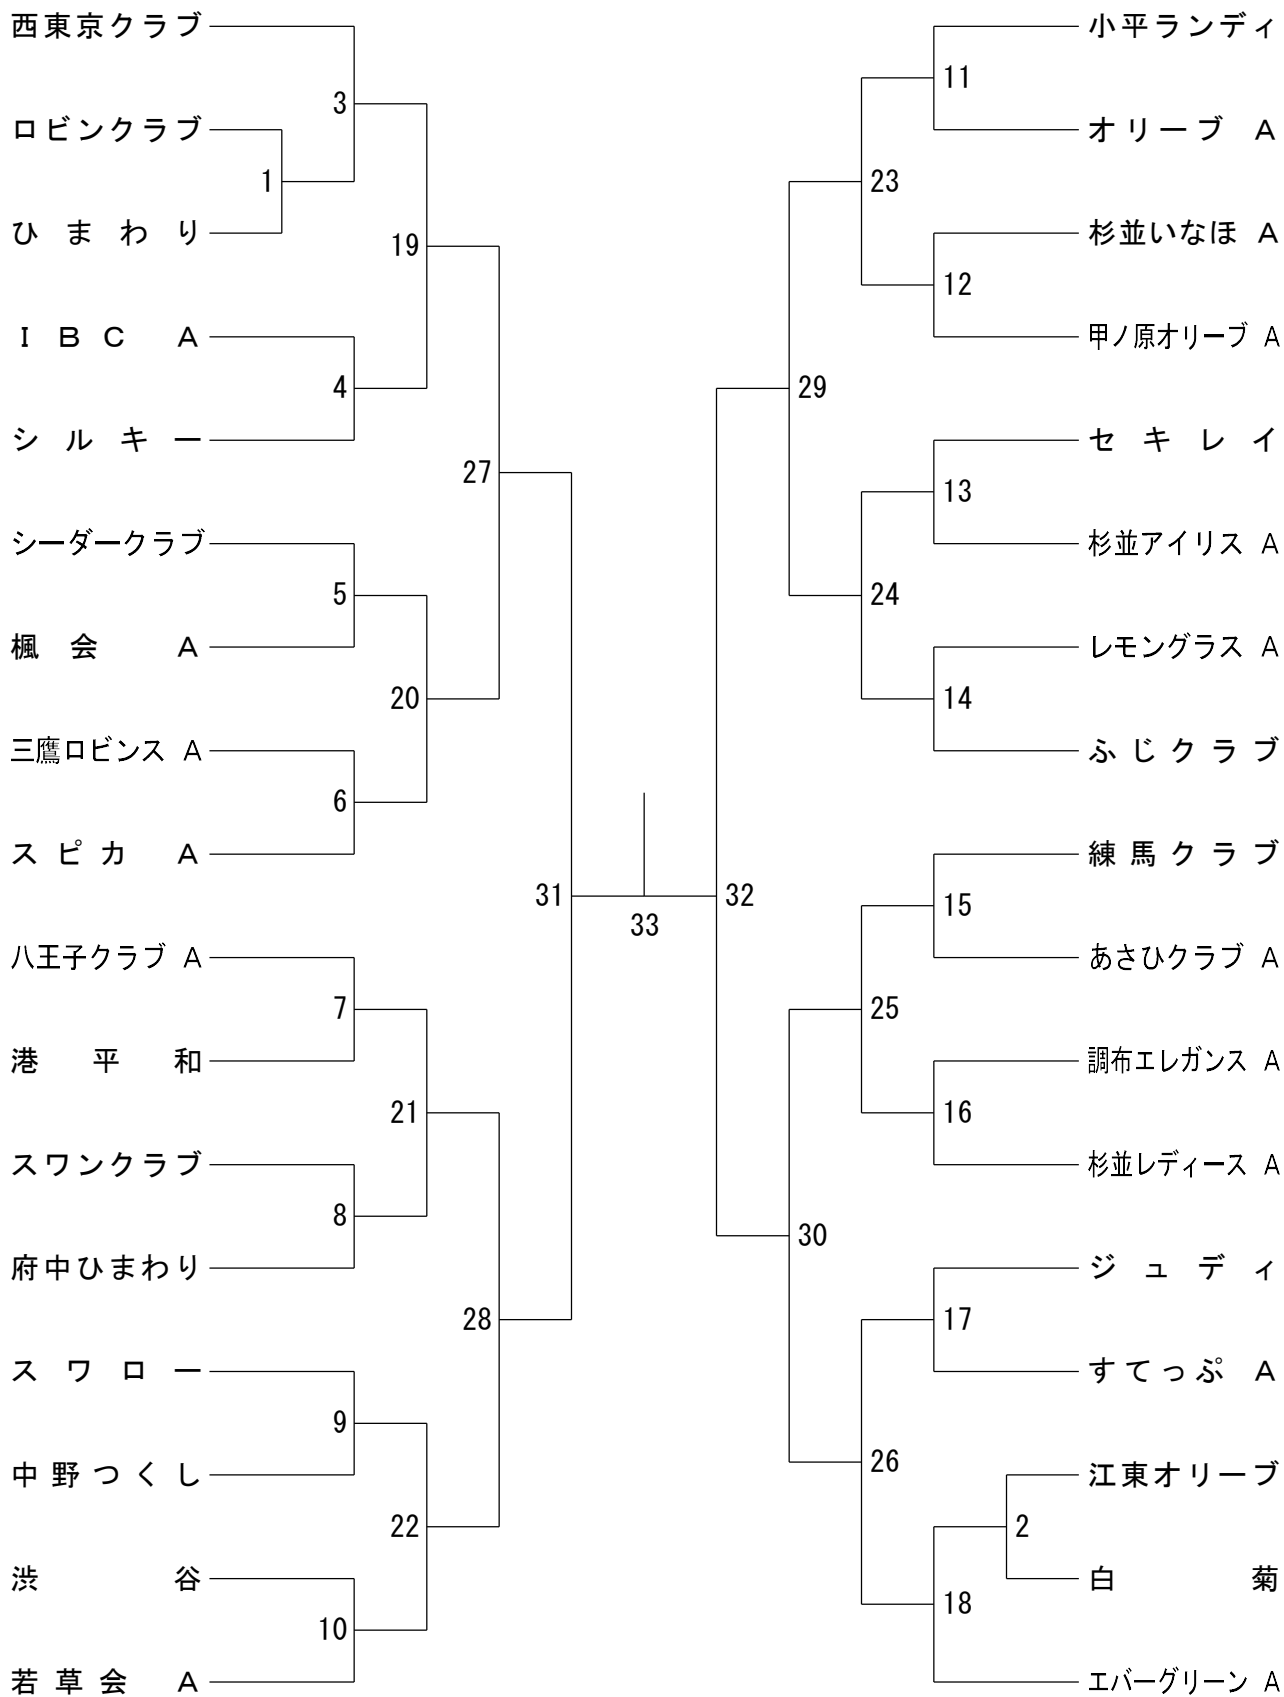 西東京クラブ
3
ロビンクラブ
1
ひまわり
19
ＩＢＣ Ａ
4
シルキー
27
シーダークラブ
5
楓会 Ａ
20
三鷹ロビンス Ａ
6
スピカ Ａ
31
八王子クラブ Ａ
7
港平和
21
スワンクラブ
8
府中ひまわり
28
スワロー
9
中野つくし
22
渋谷
10
若草会 Ａ
33
小平ランディ
11
オリーブ Ａ
23
杉並いなほ Ａ
12
甲ノ原オリーブ Ａ
29
セキレイ
13
杉並アイリス Ａ
24
レモングラス Ａ
14
ふじクラブ
32
練馬クラブ
15
あさひクラブ Ａ
25
調布エレガンス Ａ
16
杉並レディース Ａ
30
ジュディ
17
すてっぷ Ａ
26
江東オリーブ
2
白菊
18
エバーグリーン Ａ